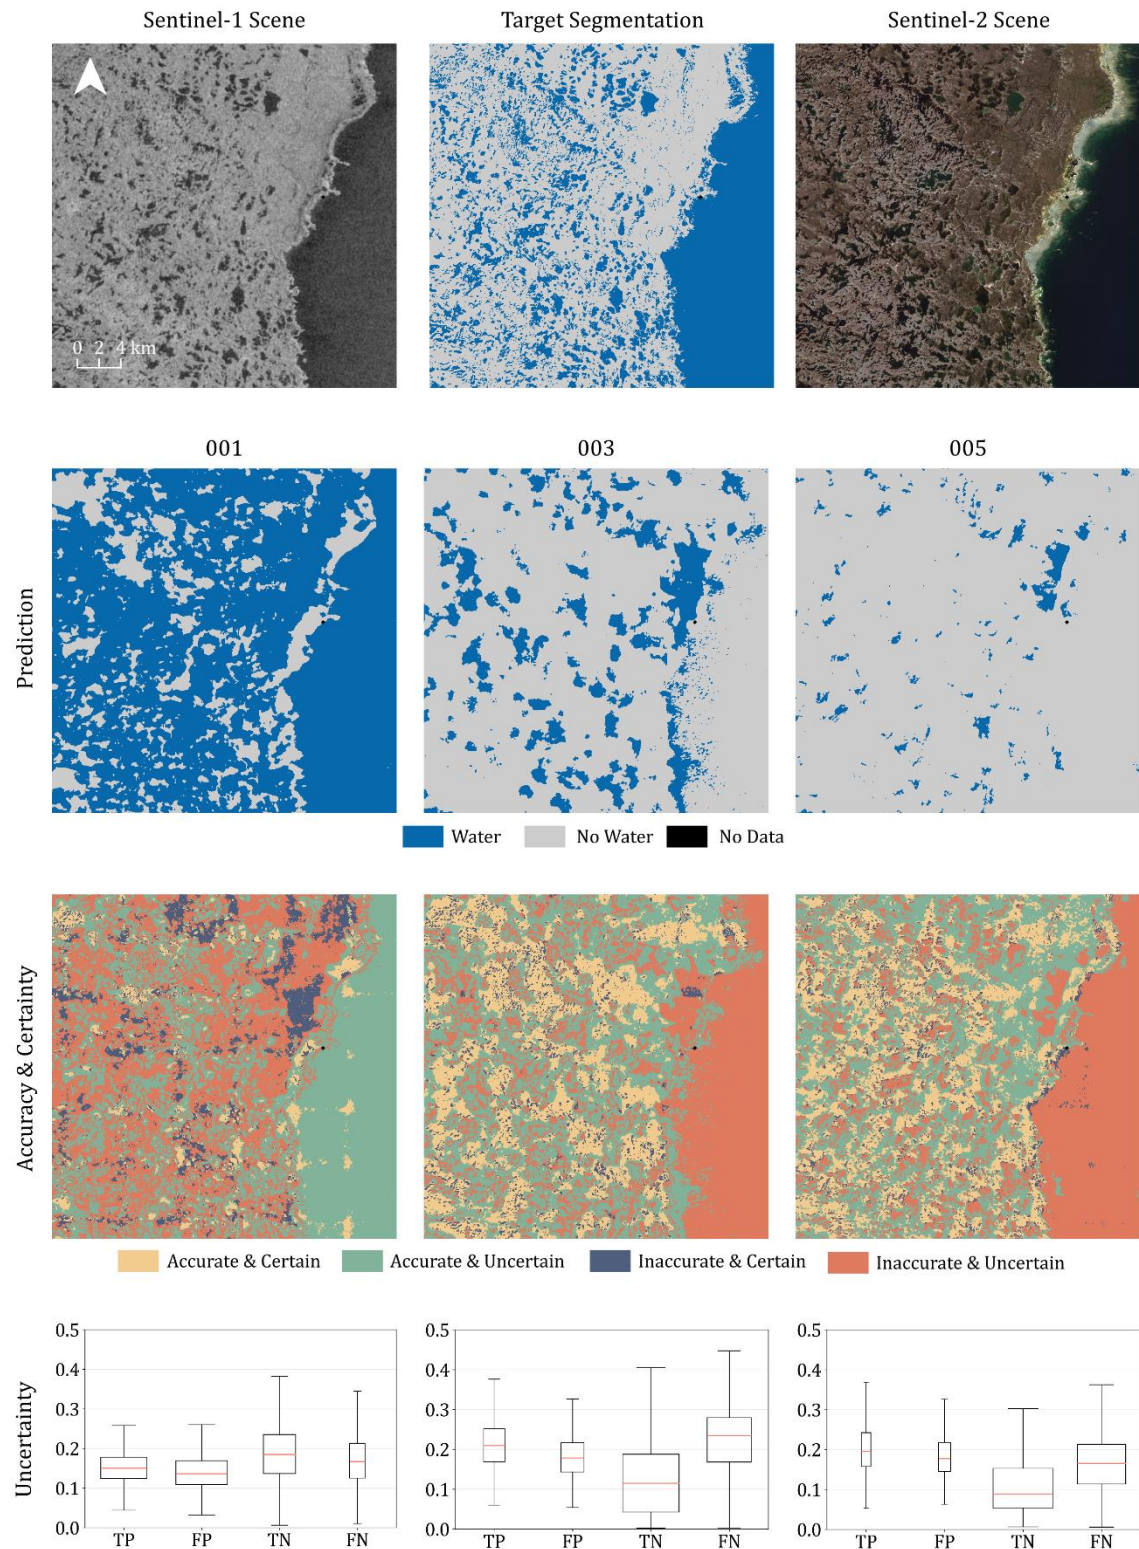 Sentinel-1 Scene Target Segmentation Sentinel-2 Scene
0 2 4 km
001 003 005
Prediction
Water No Water No Data
Accuracy & Certainty
Accurate & Certain Accurate & Uncertain Inaccurate & Certain Inaccurate & Uncertain
Uncertainty
0.5
0.4
0.3
0.2
0.1
0.0
TP FP TN FN
0.5
0.4
0.3
0.2
0.1
0.0
TP FP TN FN
0.5
0.4
0.3
0.2
0.1
0.0
TP FP TN FN